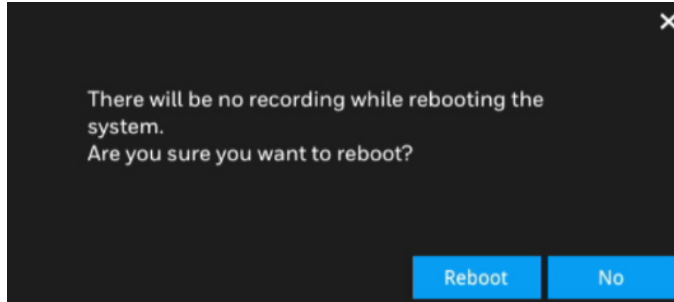 There will be no recording while rebooting the
system.
Are you sure you want to reboot?
Reboot No